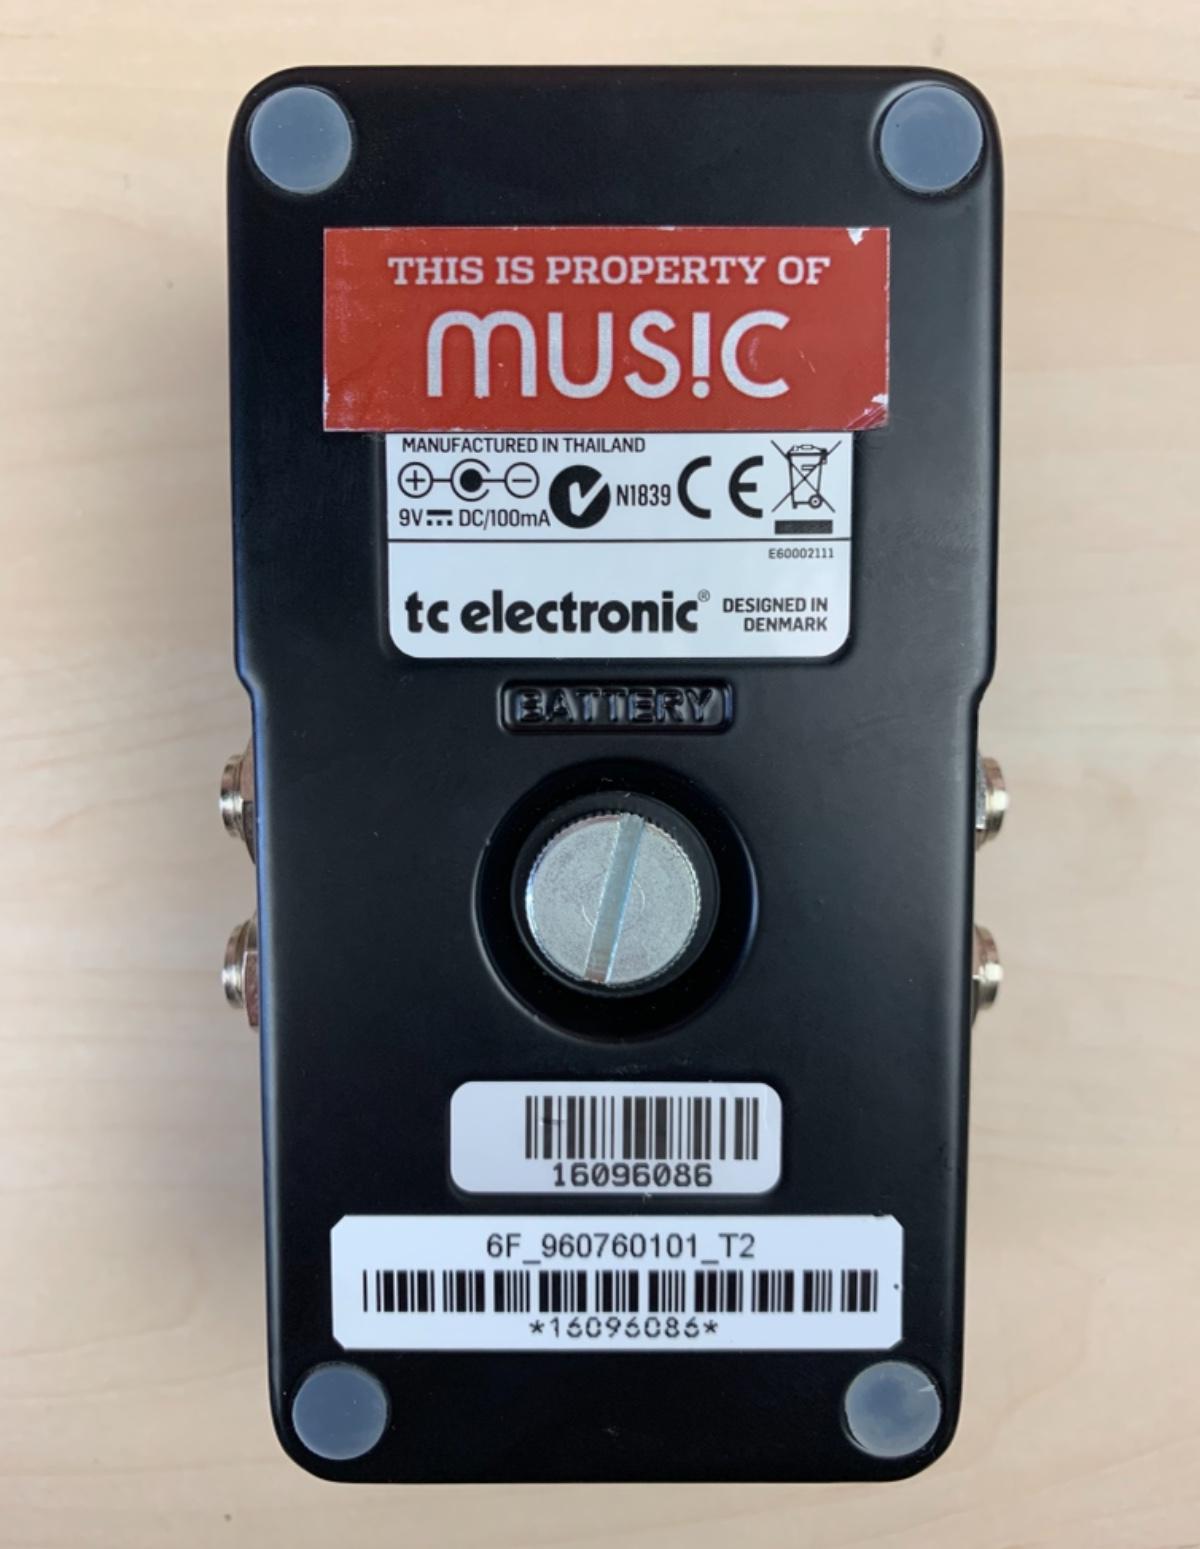 THIS IS PROPERTY OF
MUS!C
MANUFACTURED IN THAILAND
9V DC/100mA
N1839
CE
E60002111
tc electronic®
DESIGNED IN
DENMARK
BATTERY
16096086
6F_960760101_T2
*16096086*